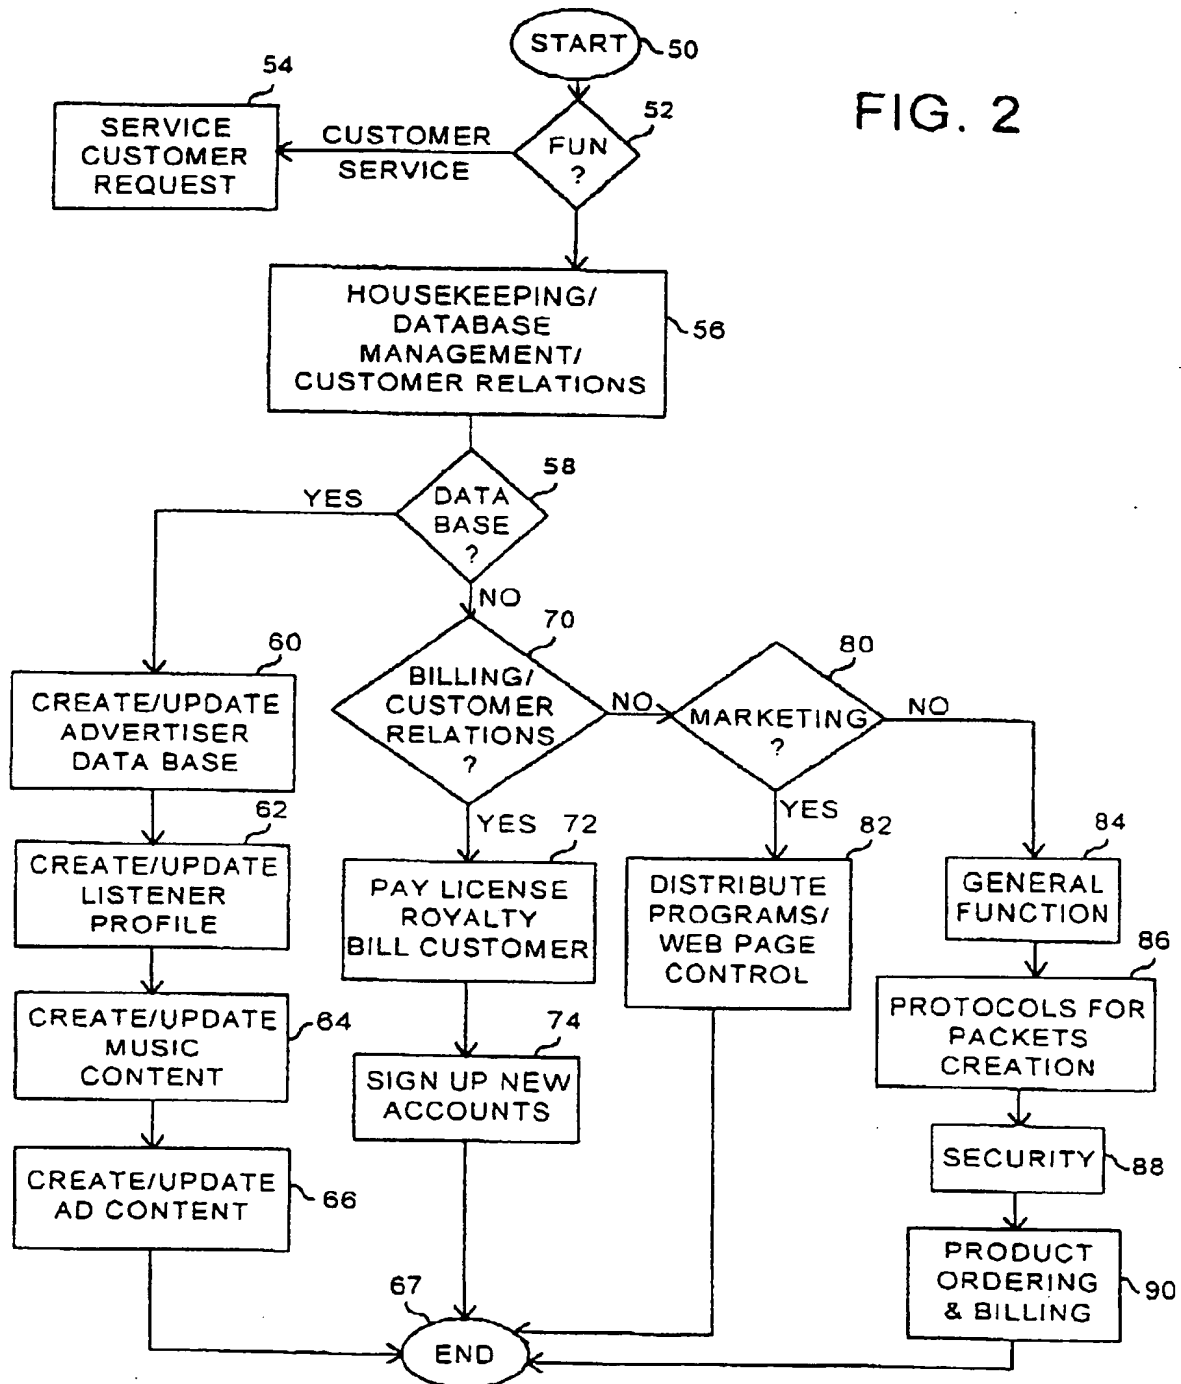 START
50
FIG. 2
54
52
SERVICE
CUSTOMER
REQUEST
CUSTOMER
SERVICE
FUN
?
HOUSEKEEPING/
DATABASE
MANAGEMENT/
CUSTOMER RELATIONS
56
58
DATA
BASE
?
YES
NO
60
CREATE/UPDATE
ADVERTISER
DATA BASE
70
BILLING/
CUSTOMER
RELATIONS
?
NO
80
MARKETING
?
NO
YES
YES
62
CREATE/UPDATE
LISTENER
PROFILE
72
PAY LICENSE
ROYALTY
BILL CUSTOMER
82
DISTRIBUTE
PROGRAMS/
WEB PAGE
CONTROL
84
GENERAL
FUNCTION
86
PROTOCOLS FOR
PACKETS
CREATION
CREATE/UPDATE
MUSIC
CONTENT
64
74
SIGN UP NEW
ACCOUNTS
SECURITY
88
CREATE/UPDATE
AD CONTENT
66
PRODUCT
ORDERING
& BILLING
90
67
END